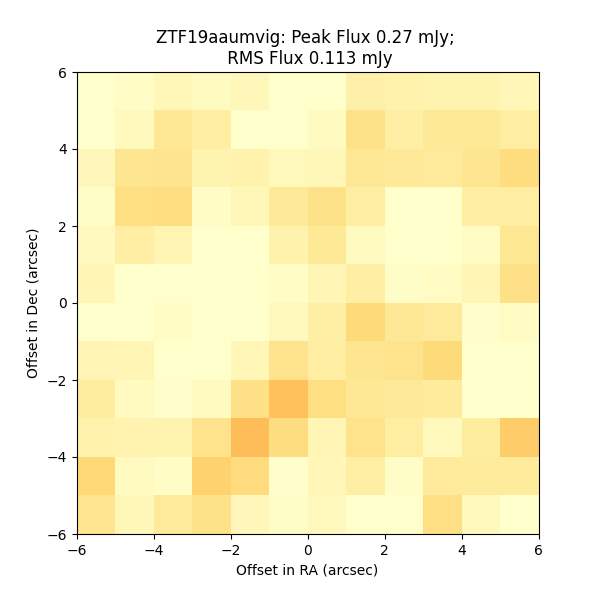 ZTF19aaumvig: Peak Flux 0.27 mJy;
RMS Flux 0.113 mJy
6
4
2
0
−2
−4
−6
Offset in Dec (arcsec)
−6 −4 −2 0 2 4 6
Offset in RA (arcsec)